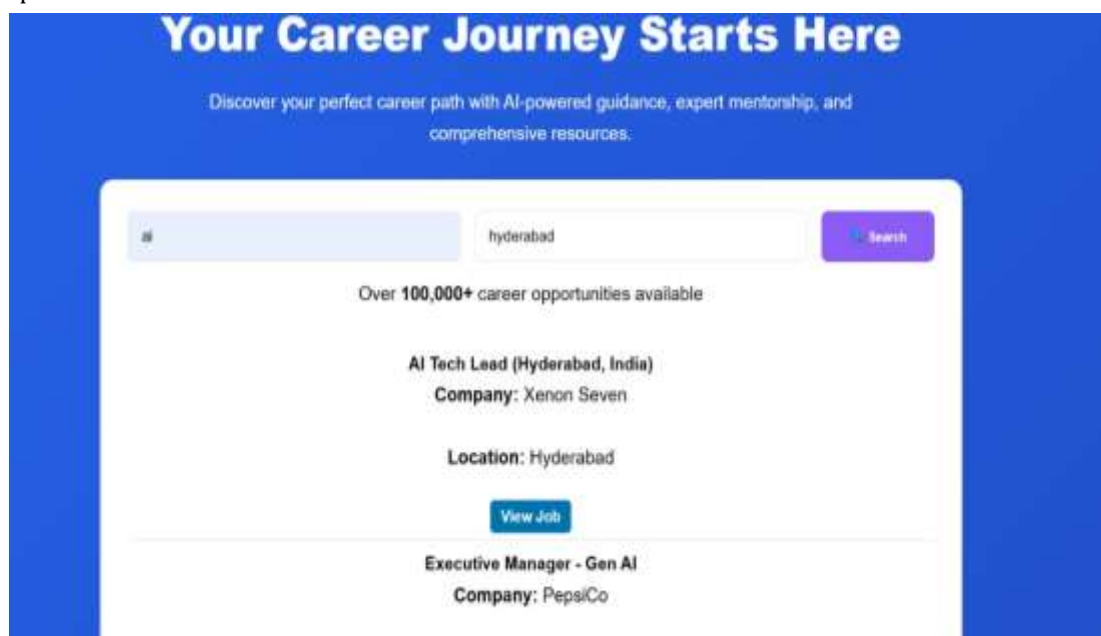 Your Career Journey Starts Here
Discover your perfect career path with AI-powered guidance, expert mentorship, and
comprehensive resources.
ai
hyderabad
Search
Over 100,000+ career opportunities available
AI Tech Lead (Hyderabad, India)
Company: Xenon Seven
Location: Hyderabad
View Job
Executive Manager - Gen AI
Company: PepsiCo